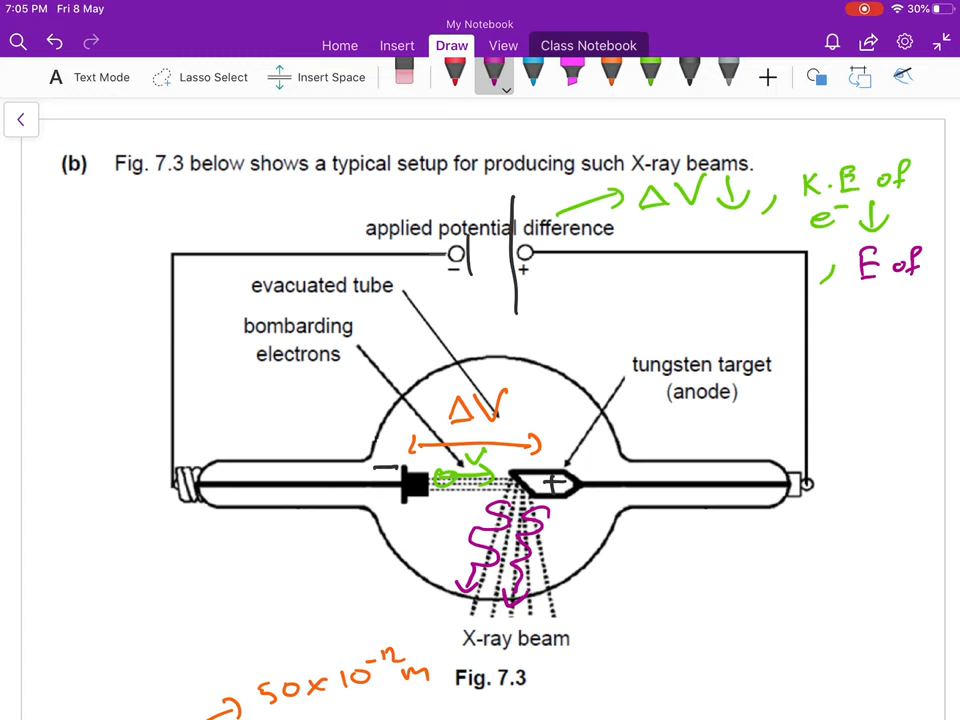 7:05 PM Fri 8 May
30%
My Notebook
Home Insert Draw View Class Notebook
A Text Mode Lasso Select Insert Space
(b) Fig. 7.3 below shows a typical setup for producing such X-ray beams.
→ ΔV ↓, K.E of
e⁻ ↓
, E of
applied potential difference
− +
evacuated tube
bombarding
electrons
tungsten target
(anode)
ΔV
V
− +
X-ray beam
Fig. 7.3
→ 50 x 10⁻¹² m